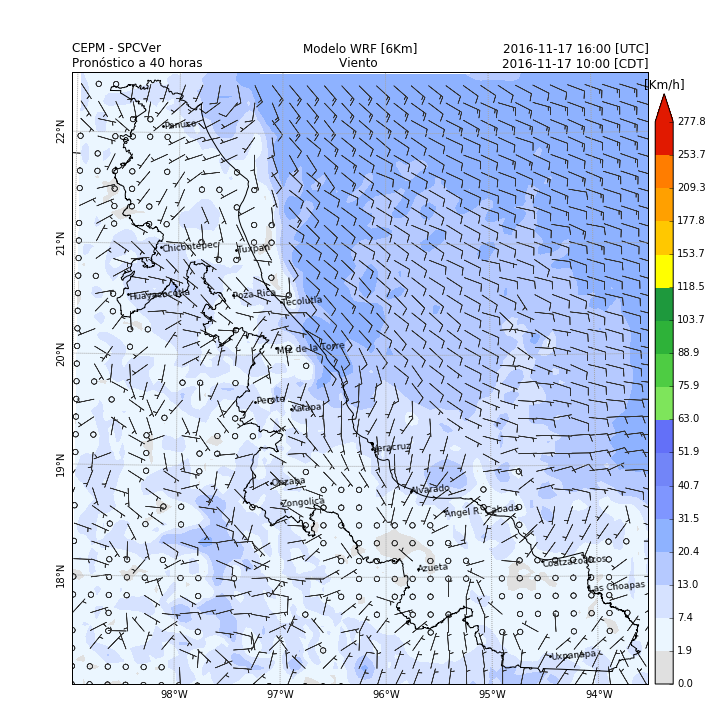 CEPM - SPCVer Modelo WRF [6Km] 2016-11-17 16:00 [UTC]
Pronóstico a 40 horas Viento 2016-11-17 10:00 [CDT]
[Km/h]
277.8
253.7
209.3
177.8
153.7
118.5
103.7
88.9
75.9
63.0
51.9
40.7
31.5
20.4
13.0
7.4
1.9
0.0
22°N
21°N
20°N
19°N
18°N
Panuco
Chicontepec
Tuxpan
Huayacocotla
Poza Rica
Tecolutla
Mtz de la Torre
Perote
Xalapa
Veracruz
Orizaba
Alvarado
Zongolica
Angel R. Cabada
Azueta
Coatzacoalcos
Las Choapas
Uxpanapa
98°W 97°W 96°W 95°W 94°W